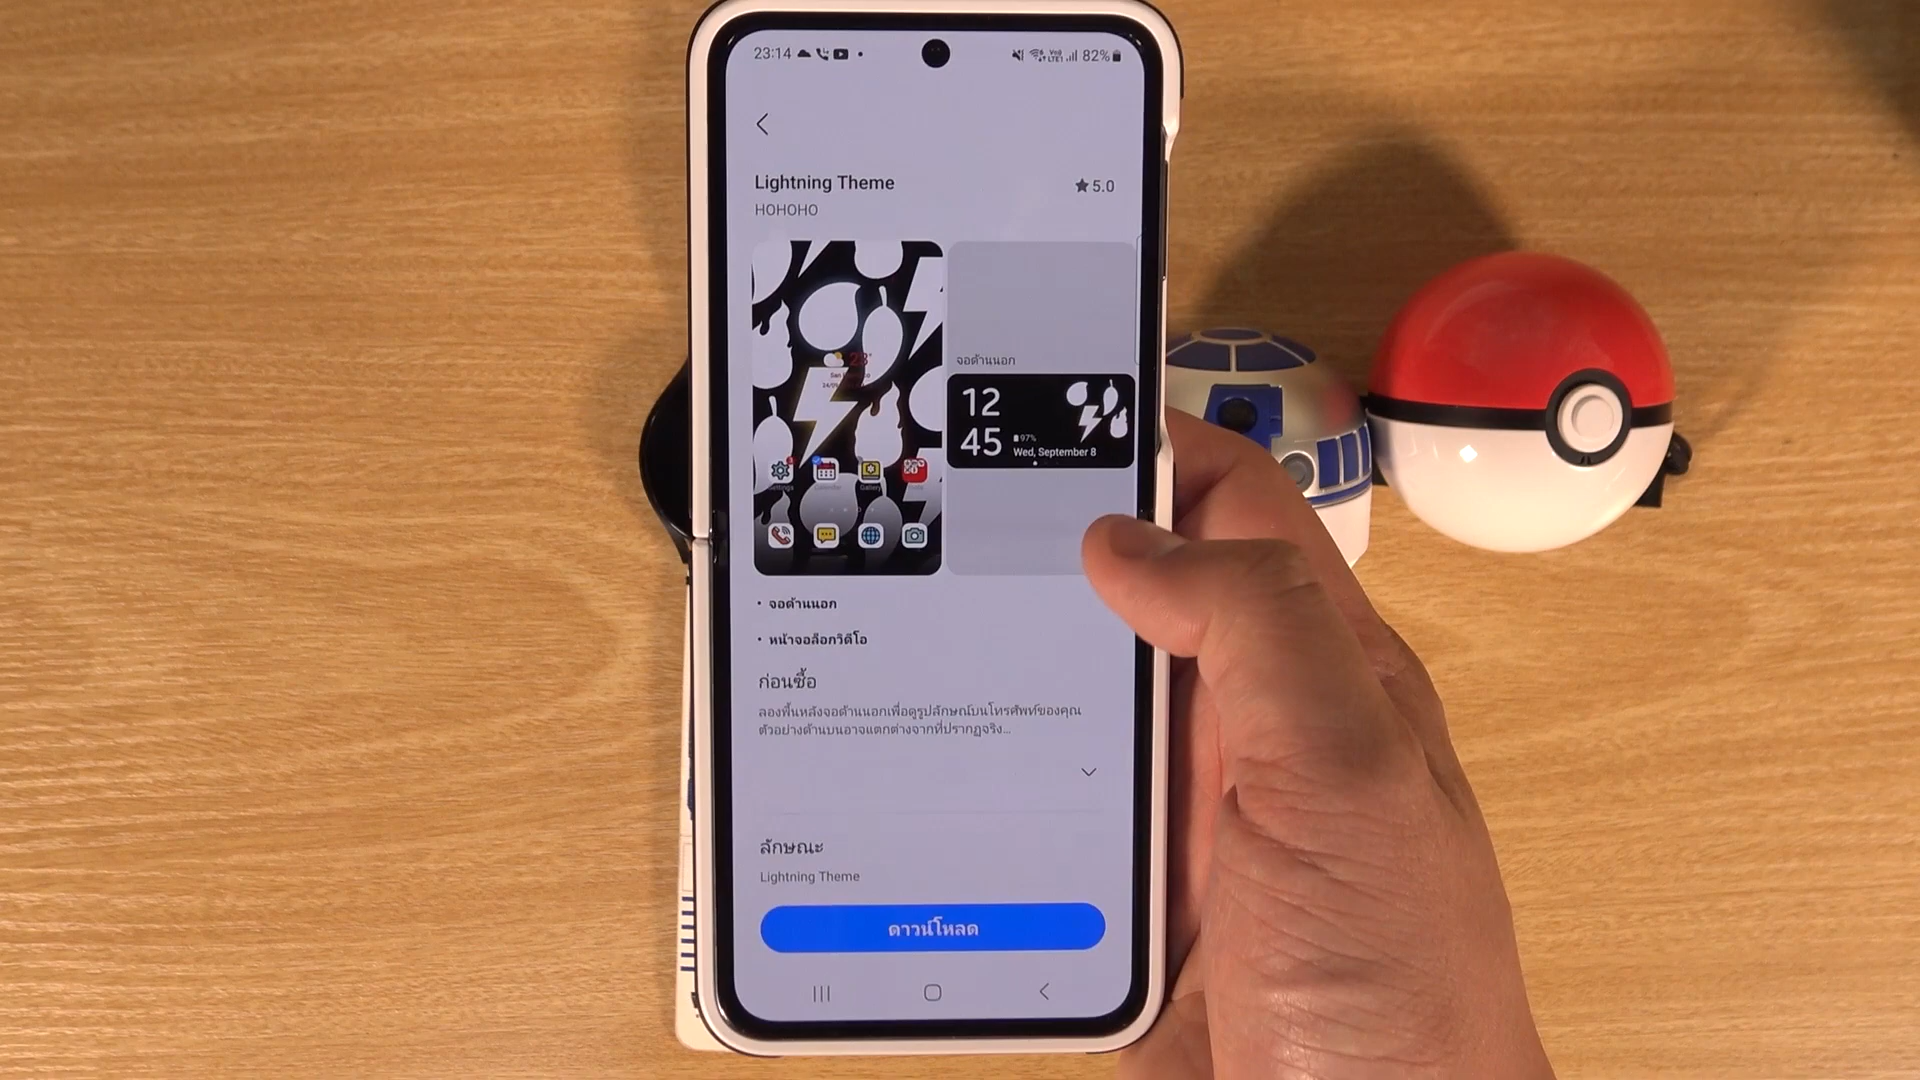 23:14
82%
Lightning Theme
★ 5.0
HOHOHO
จอด้านนอก
12
45
97%
Wed, September 8
• จอด้านนอก
• หน้าจอล็อกวิดีโอ
ก่อนซื้อ
ลองพื้นหลังจอด้านนอกเพื่อดูรูปลักษณ์บนโทรศัพท์ของคุณ
ตัวอย่างด้านบนอาจแตกต่างจากที่ปรากฏจริง...
ลักษณะ
Lightning Theme
ดาวน์โหลด